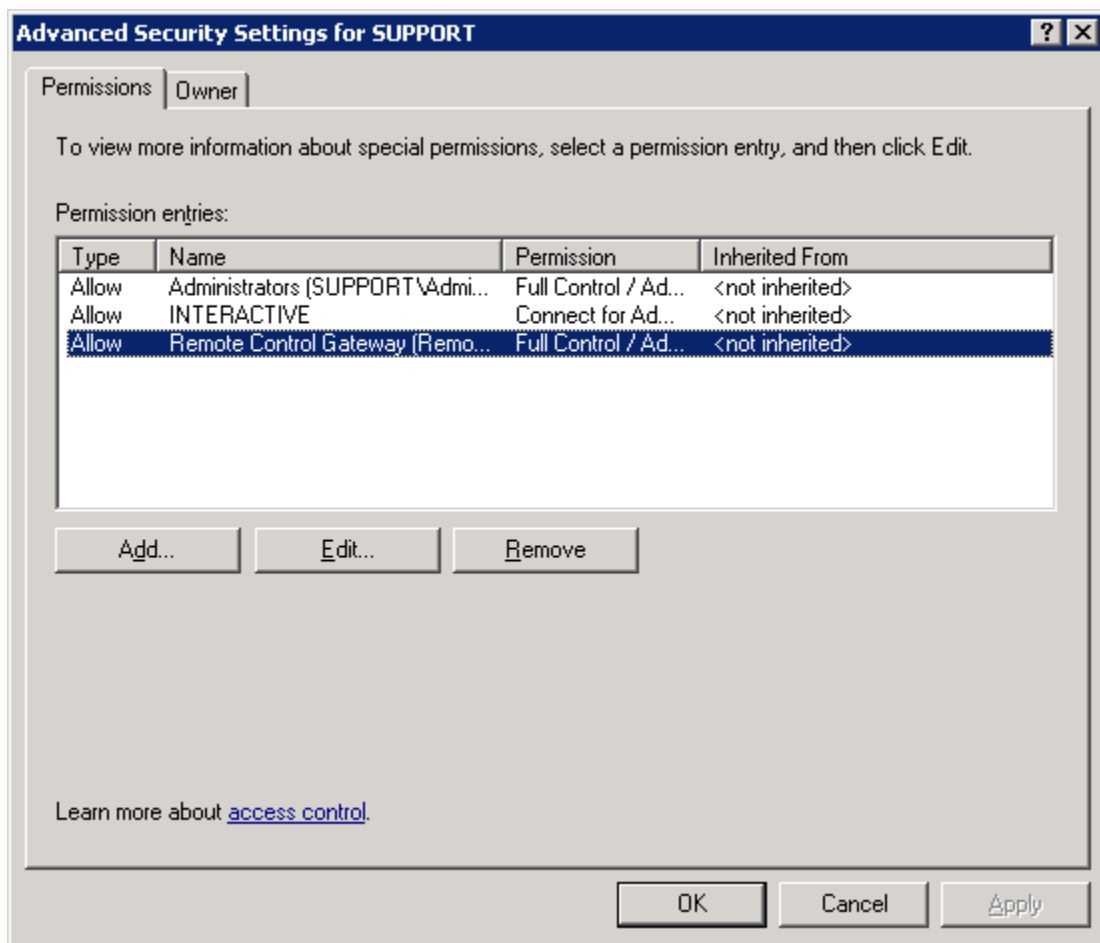 Advanced Security Settings for SUPPORT
Permissions Owner
To view more information about special permissions, select a permission entry, and then click Edit.
Permission entries:
Type Name Permission Inherited From
Allow Administrators (SUPPORT\Admi... Full Control / Ad... <not inherited>
Allow INTERACTIVE Connect for Ad... <not inherited>
Allow Remote Control Gateway (Remo... Full Control / Ad... <not inherited>
Add... Edit... Remove
Learn more about access control.
OK Cancel Apply